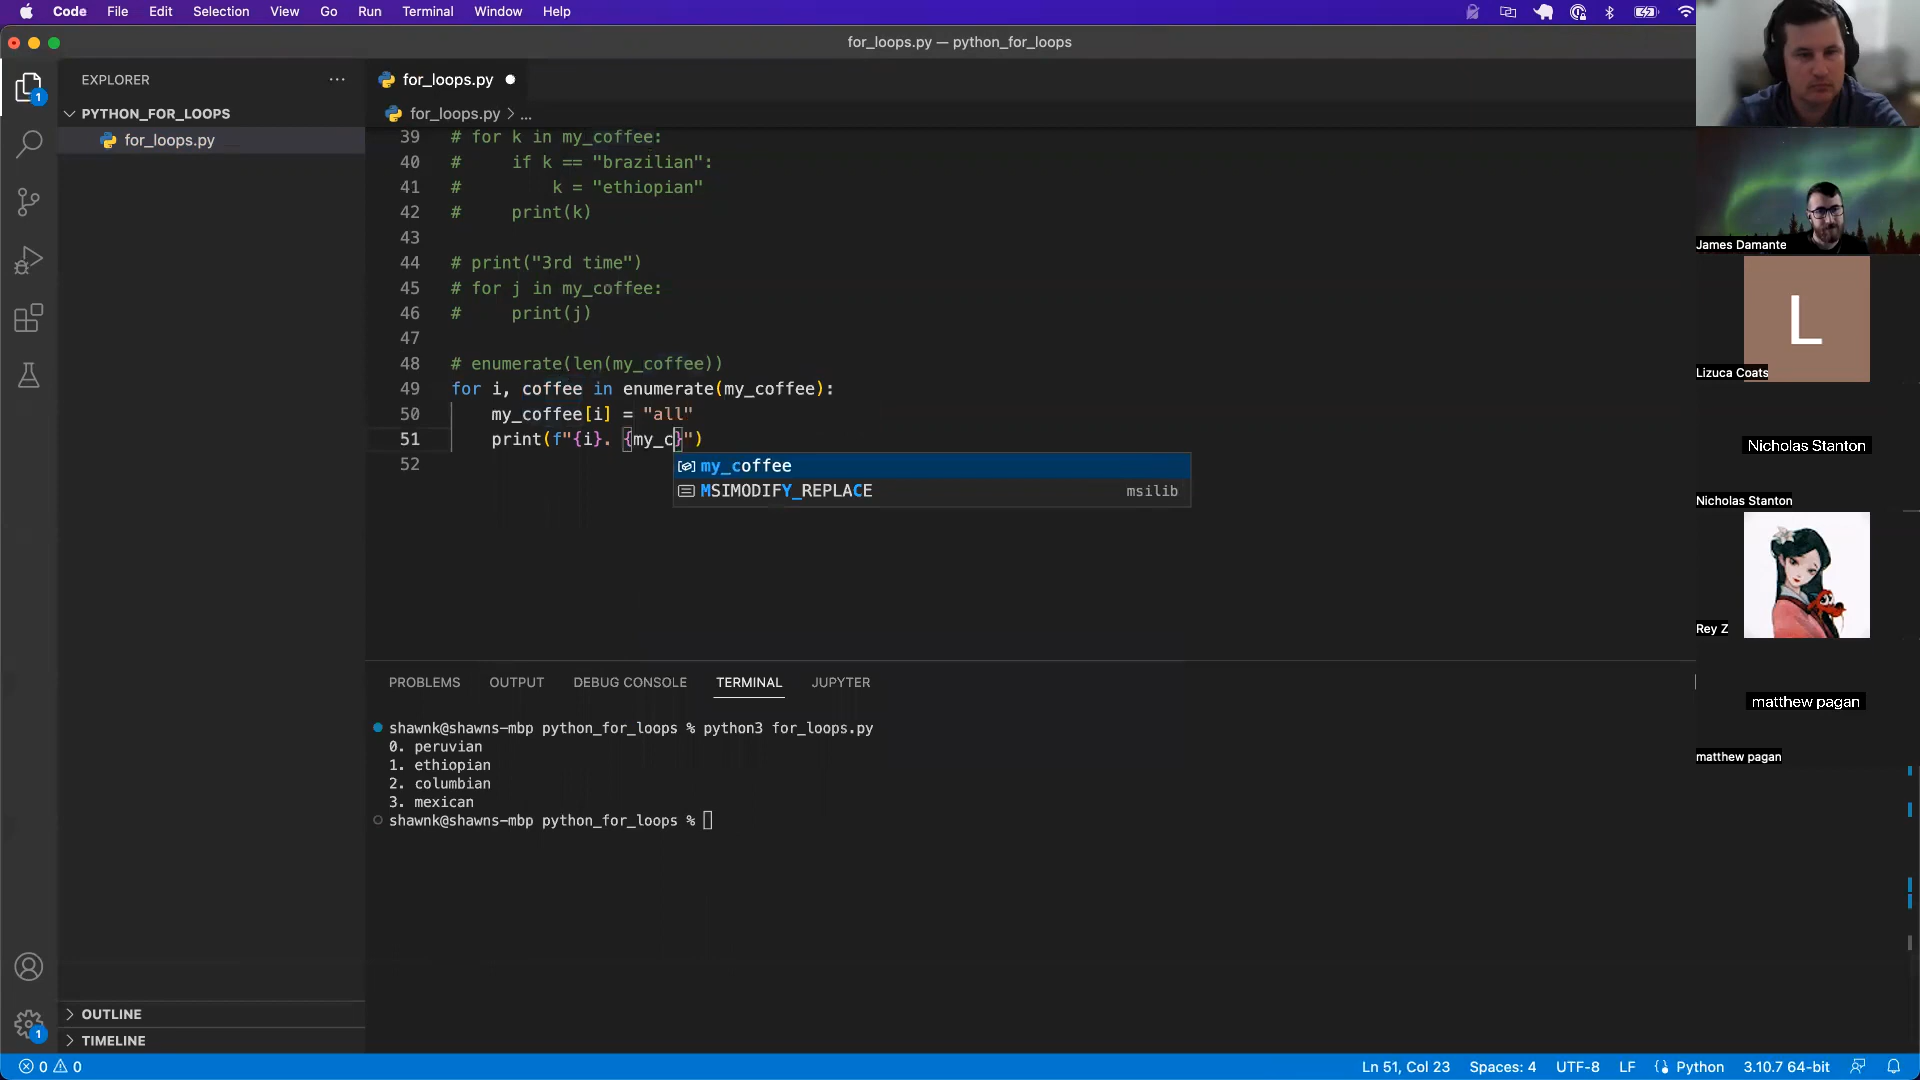 Code File Edit Selection View Go Run Terminal Window Help
for_loops.py — python_for_loops
EXPLORER
1
PYTHON_FOR_LOOPS
for_loops.py
for_loops.py
for_loops.py > ...
39 # for k in my_coffee:
40 #     if k == "brazilian":
41 #         k = "ethiopian"
42 #     print(k)
43
44 # print("3rd time")
45 # for j in my_coffee:
46 #     print(j)
47
48 # enumerate(len(my_coffee))
49 for i, coffee in enumerate(my_coffee):
50     my_coffee[i] = "all"
51     print(f"{i}. {my_c}")
52
my_coffee
MSIMODIFY_REPLACE msilib
PROBLEMS OUTPUT DEBUG CONSOLE TERMINAL JUPYTER
shawnk@shawns-mbp python_for_loops % python3 for_loops.py
0. peruvian
1. ethiopian
2. columbian
3. mexican
shawnk@shawns-mbp python_for_loops %
James Damante
L
Lizuca Coats
Nicholas Stanton
Nicholas Stanton
Rey Z
matthew pagan
matthew pagan
OUTLINE
1
TIMELINE
0 0 Ln 51, Col 23 Spaces: 4 UTF-8 LF Python 3.10.7 64-bit